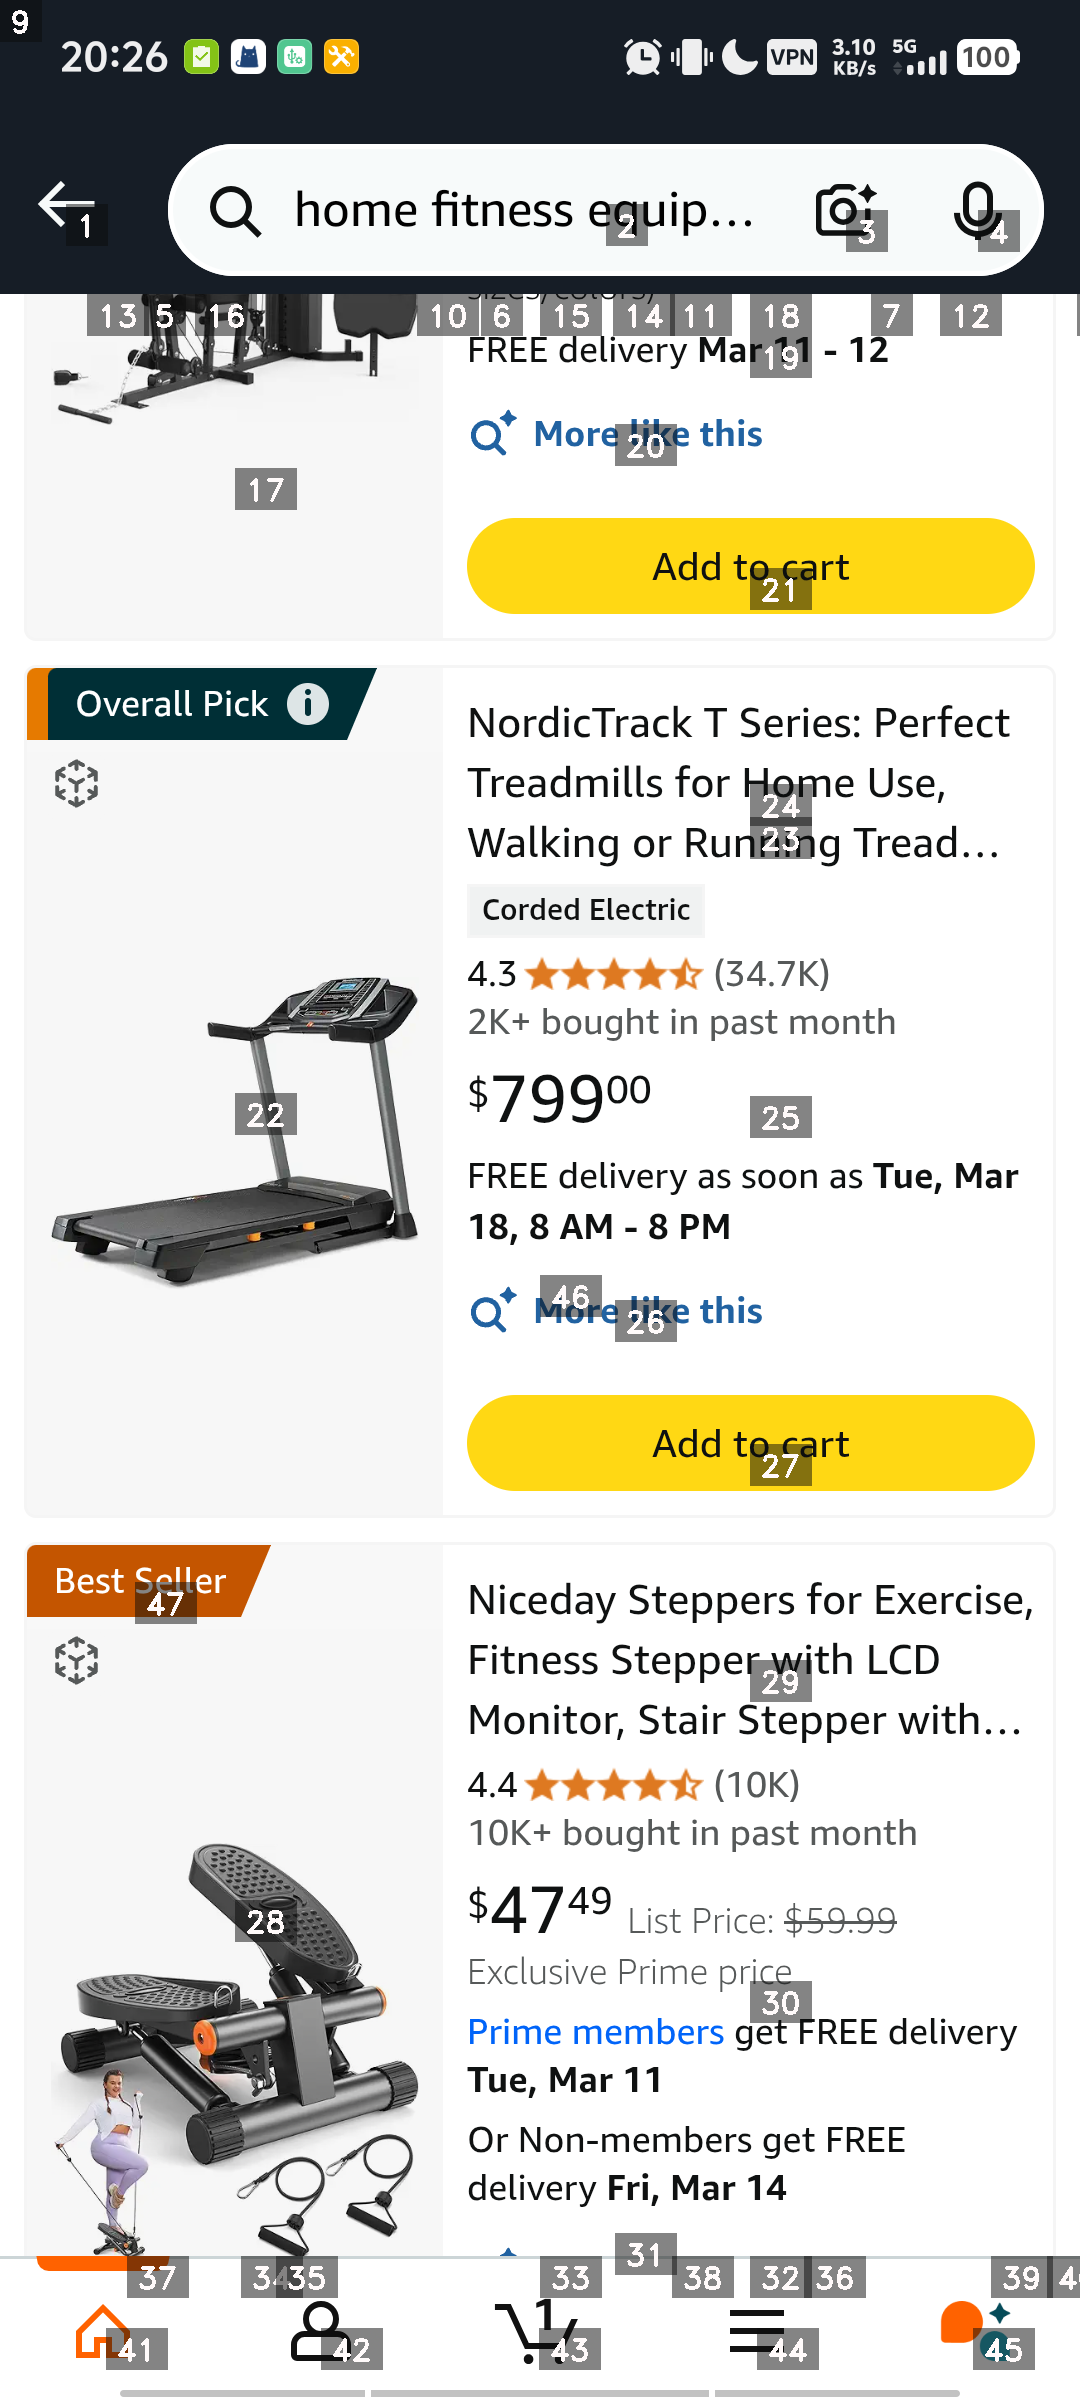 20:26
VPN
3.10 KB/s
5G
100
home fitness equip...
FREE delivery Mar 11 - 12
More like this
Add to cart
Overall Pick
NordicTrack T Series: Perfect
Treadmills for Home Use,
Walking or Running Tread...
Corded Electric
4.3 (34.7K)
2K+ bought in past month
$79900
FREE delivery as soon as Tue, Mar
18, 8 AM - 8 PM
More like this
Add to cart
Best Seller
Niceday Steppers for Exercise,
Fitness Stepper with LCD
Monitor, Stair Stepper with...
4.4 (10K)
10K+ bought in past month
$4749 List Price: $59.99
Exclusive Prime price
Prime members get FREE delivery
Tue, Mar 11
Or Non-members get FREE
delivery Fri, Mar 14
1
9
1
2
3
4
13 5 16 10 6 15 14 11 18 7 12
19
20
17
21
24
23
22
25
46
26
27
47
29
28
30
31
37 34 35 33 38 32 36 39
41 42 43 44 45